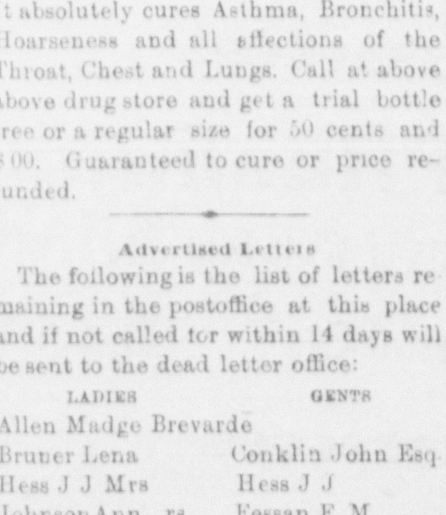 t absolutely cures Asthma, Bronchitis,
Hoarseness and all affections of the
Throat, Chest and Lungs. Call at above
above drug store and get a trial bottle
free or a regular size for 50 cents and
$ 00. Guaranteed to cure or price re-
unded.
Advertised Letters
The following is the list of letters re
maining in the postoffice at this place
and if not called for within 14 days will
be sent to the dead letter office:
LADIES GENTS
Allen Madge Brevarde
Bruner Lena Conklin John Esq.
Hess J J Mrs Hess J J
Johnson Ann rs